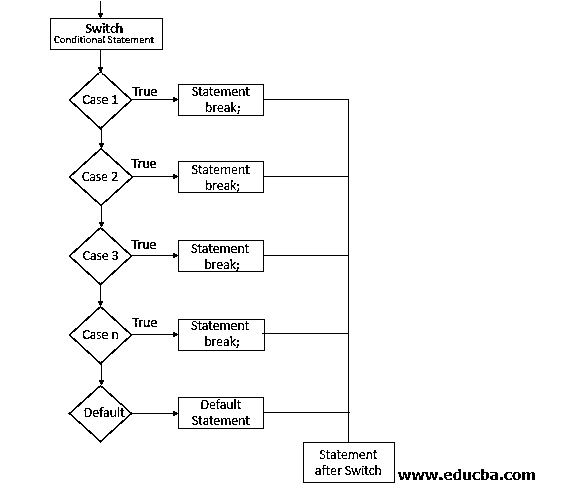 Switch
Conditional Statement
Case 1
True
Statement
break;
Case 2
True
Statement
break;
Case 3
True
Statement
break;
Case n
True
Statement
break;
Default
Default
Statement
Statement
after Switch
www.educba.com